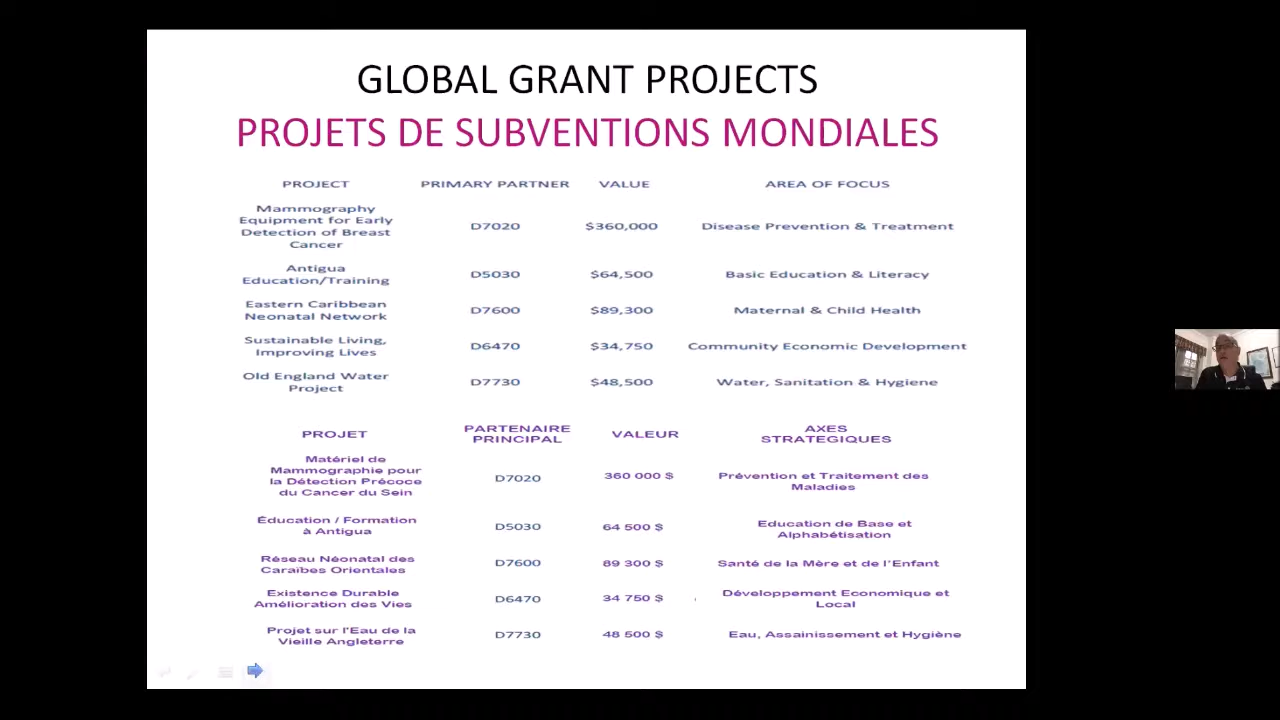 GLOBAL GRANT PROJECTS
PROJETS DE SUBVENTIONS MONDIALES
PROJECT PRIMARY PARTNER VALUE AREA OF FOCUS
Mammography
Equipment for Early
Detection of Breast
Cancer
D7020 $360,000 Disease Prevention & Treatment
Antigua
Education/Training
D5030 $64,500 Basic Education & Literacy
Eastern Caribbean
Neonatal Network
D7600 $89,300 Maternal & Child Health
Sustainable Living,
Improving Lives
D6470 $34,750 Community Economic Development
Old England Water
Project
D7730 $48,500 Water, Sanitation & Hygiene
PROJET
PARTENAIRE
PRINCIPAL
VALEUR
AXES
STRATEGIQUES
Matériel de
Mammographie pour
la Détection Précoce
du Cancer du Sein
D7020 360 000 $
Prévention et Traitement des
Maladies
Éducation / Formation
à Antigua
D5030 64 500 $
Education de Base et
Alphabétisation
Réseau Néonatal des
Caraïbes Orientales
D7600 89 300 $ Santé de la Mère et de l'Enfant
Existence Durable
Amélioration des Vies
D6470 34 750 $
Développement Economique et
Local
Projet sur l'Eau de la
Vieille Angleterre
D7730 48 500 $ Eau, Assainissement et Hygiène